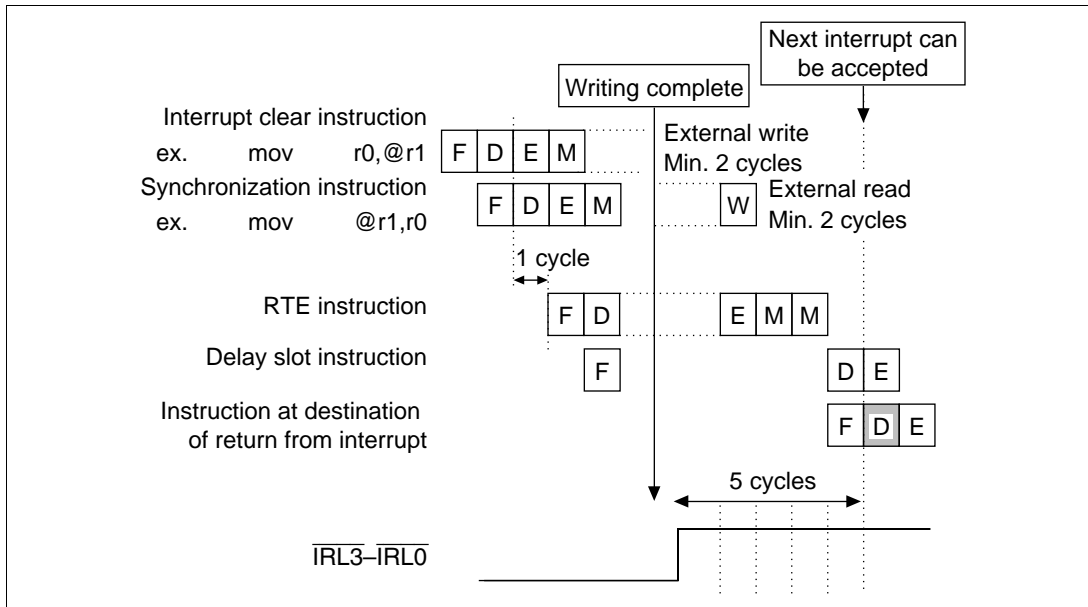 Next interrupt can
be accepted
Writing complete
Interrupt clear instruction
ex. mov r0,@r1
F D E M
External write
Min. 2 cycles
Synchronization instruction
ex. mov @r1,r0
F D E M
W
External read
Min. 2 cycles
1 cycle
RTE instruction
F D
E M M
Delay slot instruction
F
D E
Instruction at destination
of return from interrupt
F D E
5 cycles
IRL3–IRL0